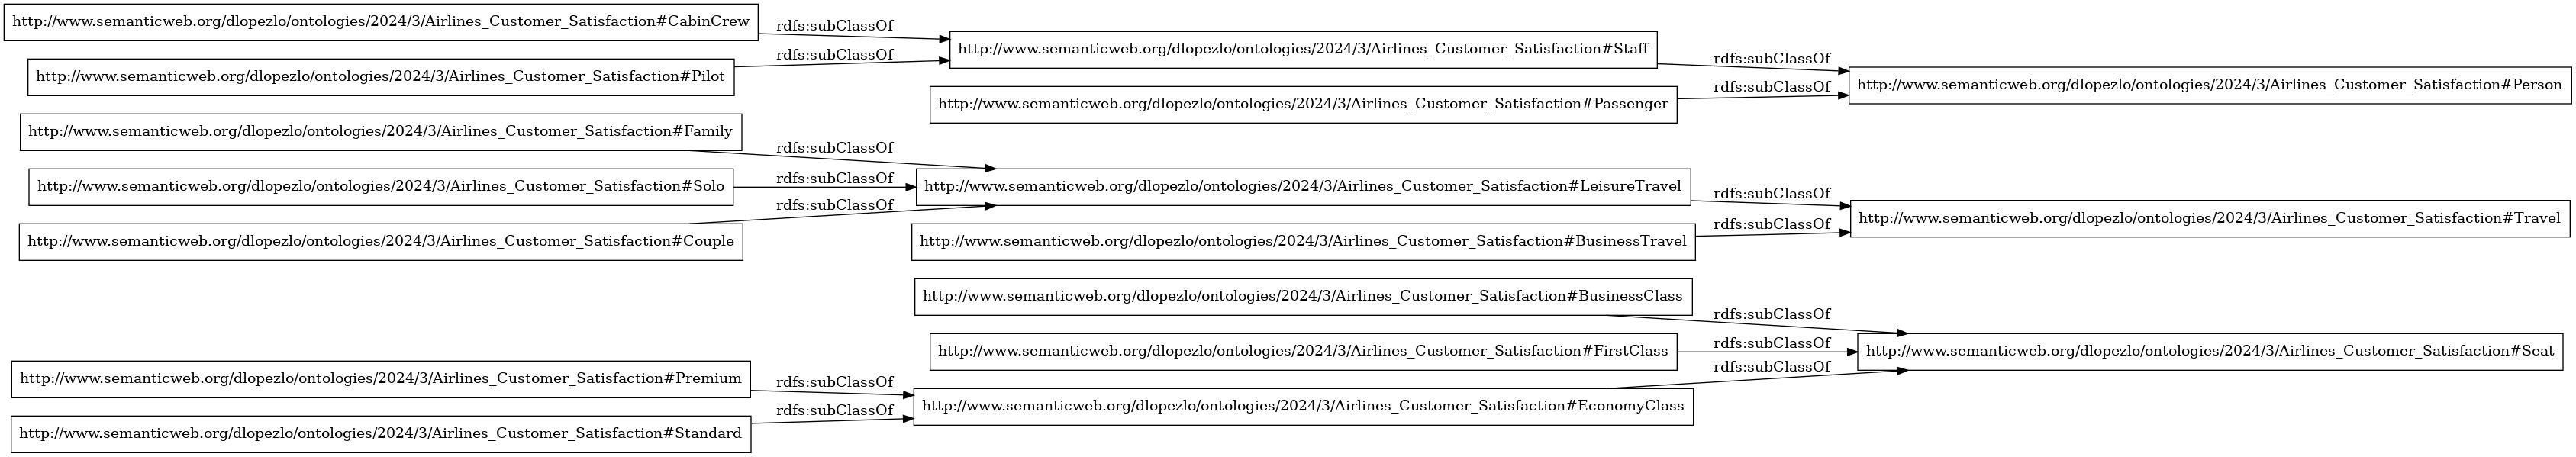 http://www.semanticweb.org/dlopezlo/ontologies/2024/3/Airlines_Customer_Satisfaction#CabinCrew
rdfs:subClassOf
http://www.semanticweb.org/dlopezlo/ontologies/2024/3/Airlines_Customer_Satisfaction#Staff
http://www.semanticweb.org/dlopezlo/ontologies/2024/3/Airlines_Customer_Satisfaction#Pilot
rdfs:subClassOf
rdfs:subClassOf
http://www.semanticweb.org/dlopezlo/ontologies/2024/3/Airlines_Customer_Satisfaction#Person
http://www.semanticweb.org/dlopezlo/ontologies/2024/3/Airlines_Customer_Satisfaction#Passenger
rdfs:subClassOf
http://www.semanticweb.org/dlopezlo/ontologies/2024/3/Airlines_Customer_Satisfaction#Family
rdfs:subClassOf
http://www.semanticweb.org/dlopezlo/ontologies/2024/3/Airlines_Customer_Satisfaction#Solo
rdfs:subClassOf
http://www.semanticweb.org/dlopezlo/ontologies/2024/3/Airlines_Customer_Satisfaction#LeisureTravel
rdfs:subClassOf
http://www.semanticweb.org/dlopezlo/ontologies/2024/3/Airlines_Customer_Satisfaction#Couple
rdfs:subClassOf
http://www.semanticweb.org/dlopezlo/ontologies/2024/3/Airlines_Customer_Satisfaction#Travel
http://www.semanticweb.org/dlopezlo/ontologies/2024/3/Airlines_Customer_Satisfaction#BusinessTravel
rdfs:subClassOf
http://www.semanticweb.org/dlopezlo/ontologies/2024/3/Airlines_Customer_Satisfaction#BusinessClass
rdfs:subClassOf
http://www.semanticweb.org/dlopezlo/ontologies/2024/3/Airlines_Customer_Satisfaction#FirstClass
rdfs:subClassOf
http://www.semanticweb.org/dlopezlo/ontologies/2024/3/Airlines_Customer_Satisfaction#Seat
http://www.semanticweb.org/dlopezlo/ontologies/2024/3/Airlines_Customer_Satisfaction#Premium
rdfs:subClassOf
http://www.semanticweb.org/dlopezlo/ontologies/2024/3/Airlines_Customer_Satisfaction#EconomyClass
rdfs:subClassOf
http://www.semanticweb.org/dlopezlo/ontologies/2024/3/Airlines_Customer_Satisfaction#Standard
rdfs:subClassOf